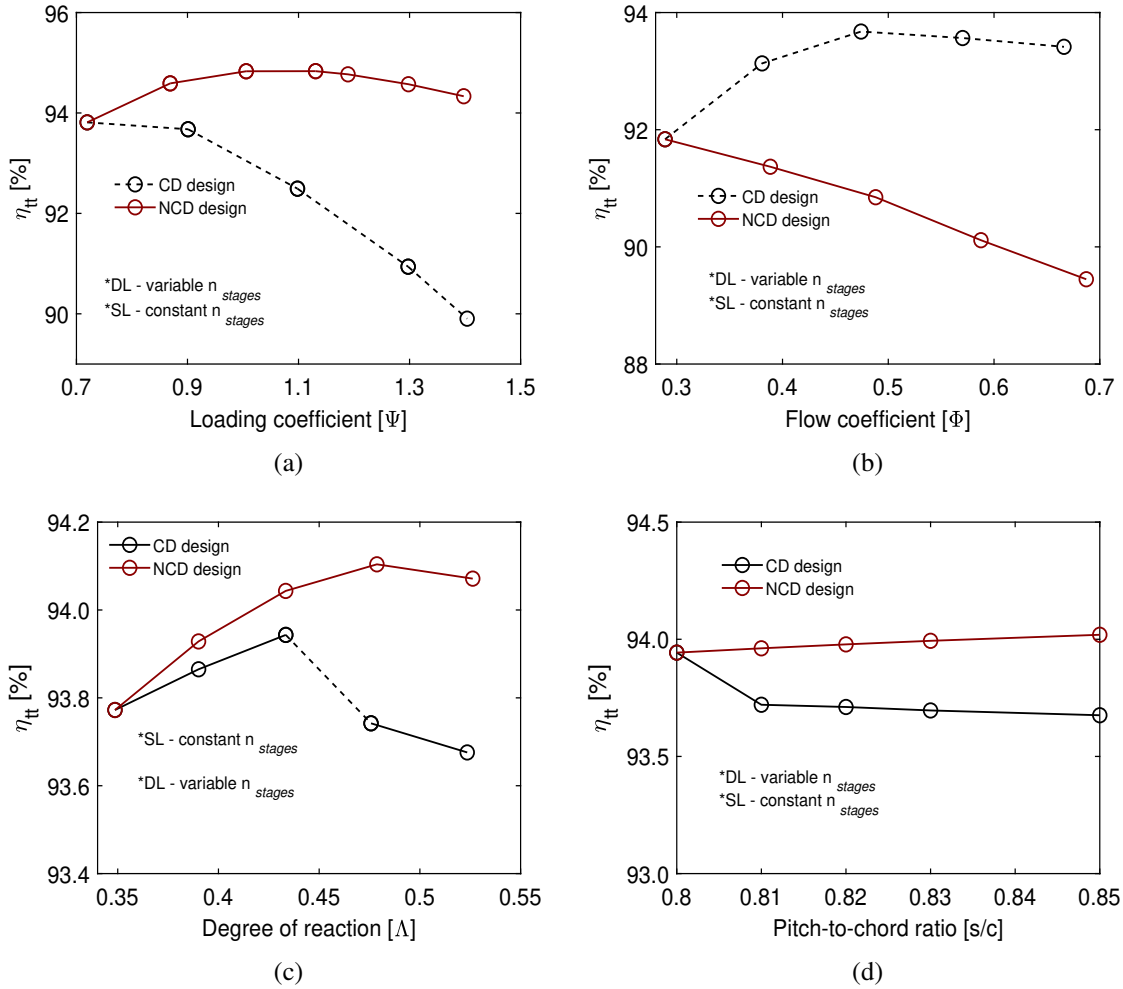 96
94
92
90
η_tt [%]
CD design
NCD design
*DL - variable n_stages
*SL - constant n_stages
0.7 0.9 1.1 1.3 1.5
Loading coefficient [Ψ]
(a)
94
92
90
88
η_tt [%]
CD design
NCD design
*DL - variable n_stages
*SL - constant n_stages
0.3 0.4 0.5 0.6 0.7
Flow coefficient [Φ]
(b)
94.2
94.0
93.8
93.6
93.4
η_tt [%]
CD design
NCD design
*SL - constant n_stages
*DL - variable n_stages
0.35 0.4 0.45 0.5 0.55
Degree of reaction [Λ]
(c)
94.5
94.0
93.5
93.0
η_tt [%]
CD design
NCD design
*DL - variable n_stages
*SL - constant n_stages
0.8 0.81 0.82 0.83 0.84 0.85
Pitch-to-chord ratio [s/c]
(d)